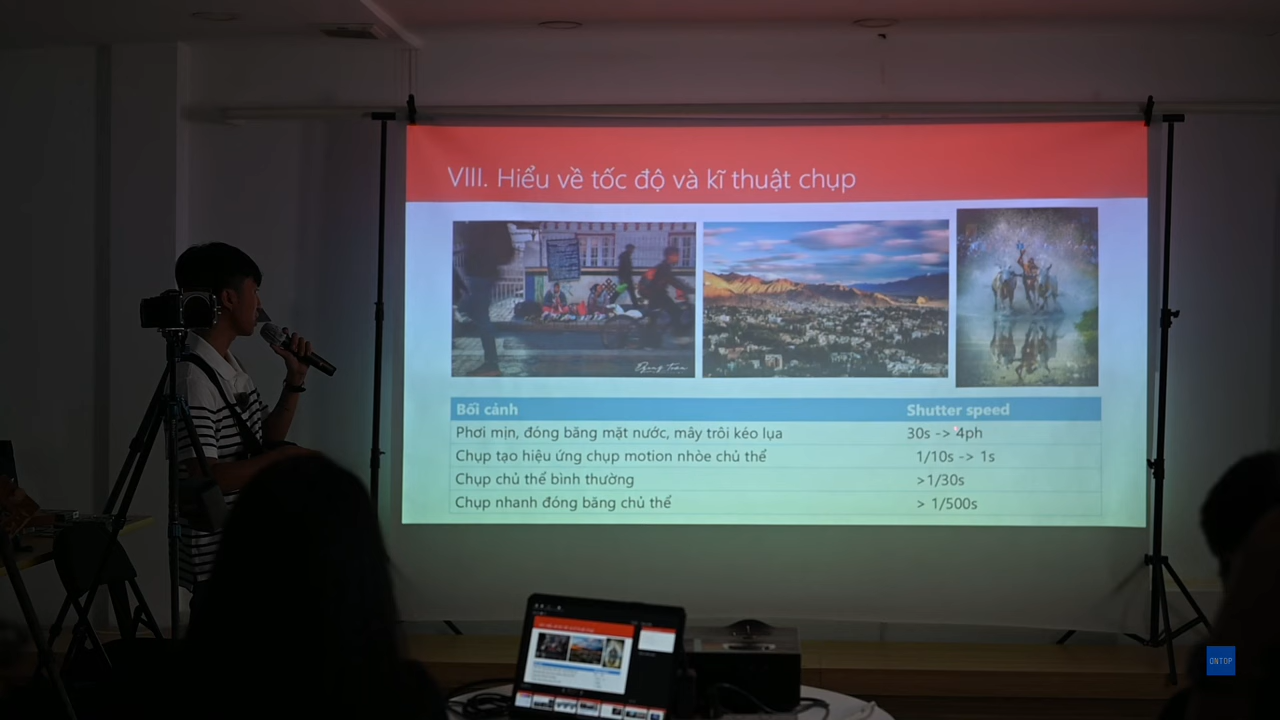 VIII. Hiểu về tốc độ và kĩ thuật chụp
Bối cảnh Shutter speed
Phơi mịn, đóng băng mặt nước, mây trôi kéo lụa 30s -> 4ph
Chụp tạo hiệu ứng chụp motion nhòe chủ thể 1/10s -> 1s
Chụp chủ thể bình thường >1/30s
Chụp nhanh đóng băng chủ thể > 1/500s
ONTOP